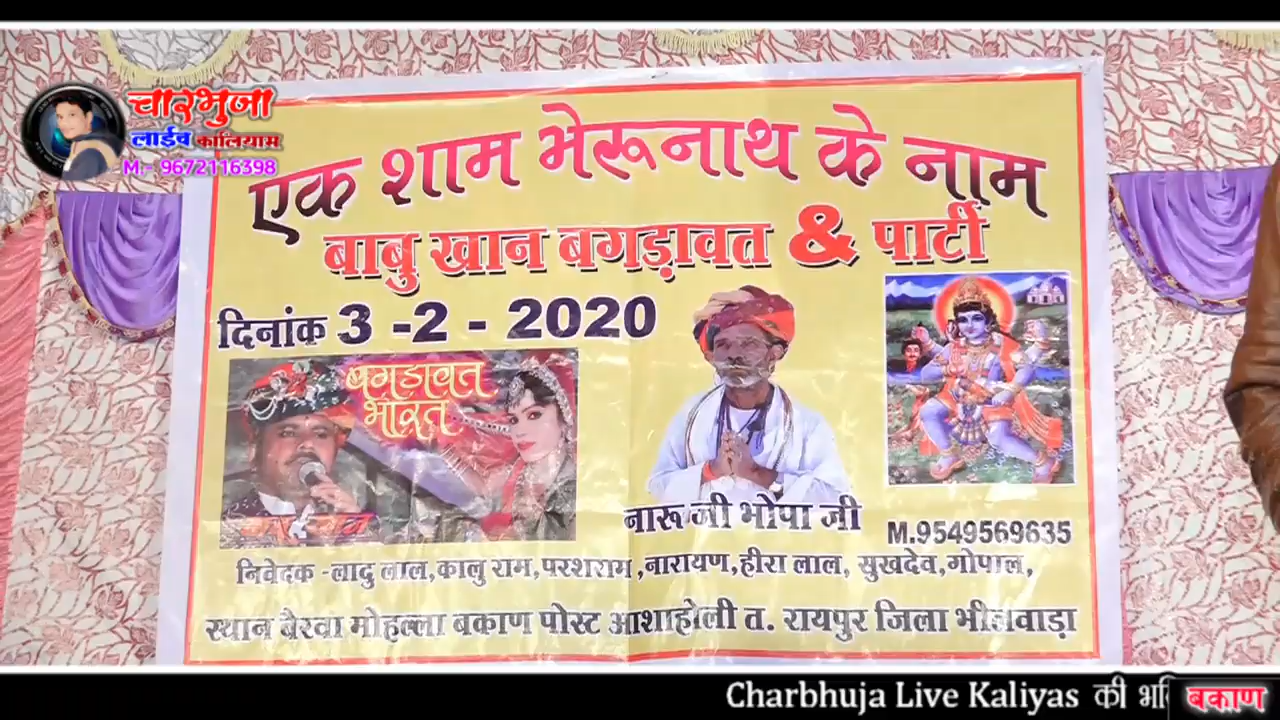 चारभुजा
लाईव कालियास
M:- 9672116398
एक शाम भेरूनाथ के नाम
बाबु खान बगड़ावत & पार्टी
दिनांक 3 -2 - 2020
बगडावत
भारत
नारू जी भोपा जी
M.9549569635
निवेदक -लादु लाल,कालु राम,परशराम ,नारायण,हीरा लाल, सुखदेव,गोपाल,
स्थान बैरवा मोहल्ला बकाण पोस्ट आशाहोली त. रायपुर जिला भीलवाड़ा
Charbhuja Live Kaliyas की
बकाण